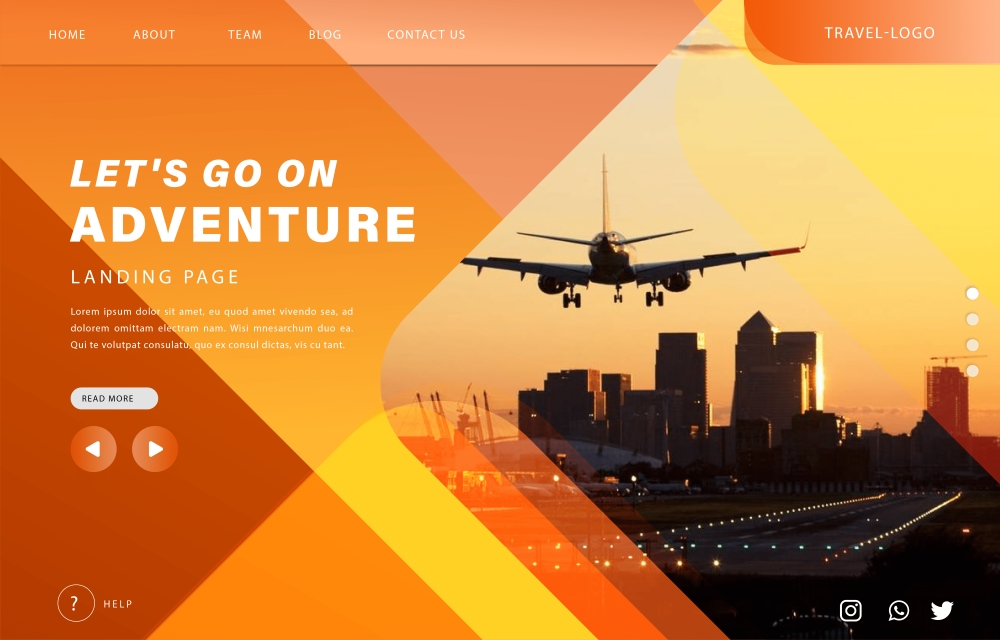 HOME ABOUT TEAM BLOG CONTACT US
TRAVEL-LOGO
LET'S GO ON
ADVENTURE
LANDING PAGE
Lorem ipsum dolor sit amet, eu quod amet vivendo sea, ad
dolorem omittam electram nam. Wisi mnesarchum duo ea.
Qui te volutpat consulatu, quo ex consul dictas, vis cu tant.
READ MORE
? HELP